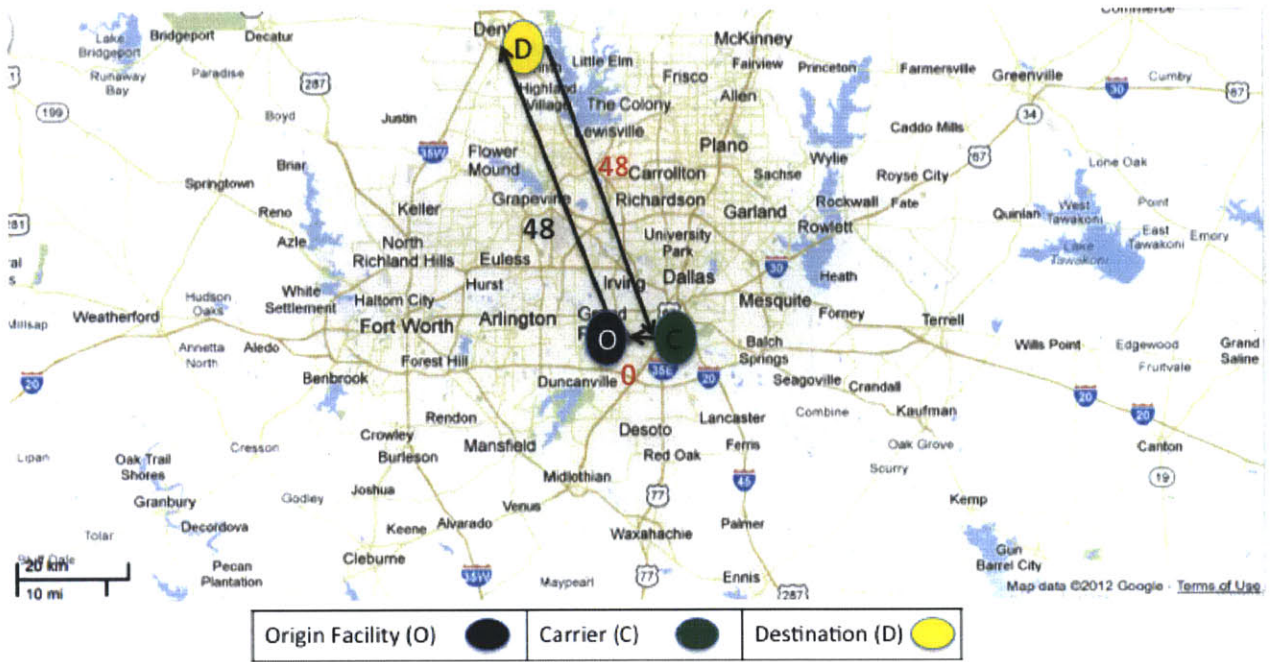 Commerce
Lake
Bridgeport
Bridgeport
Decatur
Runaway
Bay
Paradise
287
199
Boyd
Justin
35W
Little Elm
Highland
Village
The Colony
Lewisville
McKinney
Frisco
Fairview
Princeton
Allen
Plano
Farmersville
Greenville
30
Cumby
67
34
Caddo Mills
67
Lone Oak
Briar
Springtown
Reno
Azle
Flower
Mound
Grapevine
Keller
48
48
Carrollton
Richardson
Sachse
Garland
Wylie
Royse City
Rockwall
Fate
Rowlett
Quinlan
West
Tawakoni
Point
East
Tawakoni
Emory
Lake
Tawakoni
North
Richland Hills
Euless
Hurst
University
Park
Irving
Dallas
30
Heath
Mesquite
Hudson
Oaks
White
Settlement
Haltom City
Fort Worth
Arlington
Grand
Forney
Terrell
Millsap
Weatherford
Annetta
North
Aledo
Forest Hill
Benbrook
20
D
O
C
0
35E
20
Duncanville
Balch
Springs
Seagoville
Crandall
Combine
Kaufman
Wills Point
Edgewood
Fruitvale
Grand
Saline
20
20
Canton
19
Lancaster
Desoto
Ferris
Red Oak
Oak Grove
Scurry
Kemp
Rendon
Mansfield
Crowley
Burleson
Cresson
Lipan
Oak Trail
Shores
Granbury
Decordova
Godley
Joshua
Midlothian
Venus
77
45
Waxahachie
Palmer
Tolar
Keene
Alvarado
Cleburne
Pecan
Plantation
35W
Maypearl
77
Ennis
287
Gun
Barrel City
20 km
10 mi
Map data ©2012 Google - Terms of Use
Origin Facility (O)
Carrier (C)
Destination (D)